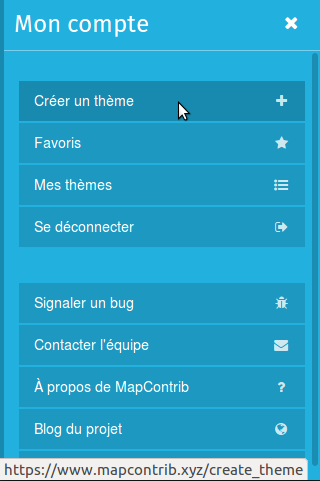 Mon compte
Créer un thème
Favoris
Mes thèmes
Se déconnecter
Signaler un bug
Contacter l'équipe
À propos de MapContrib
Blog du projet
https://www.mapcontrib.xyz/create_theme